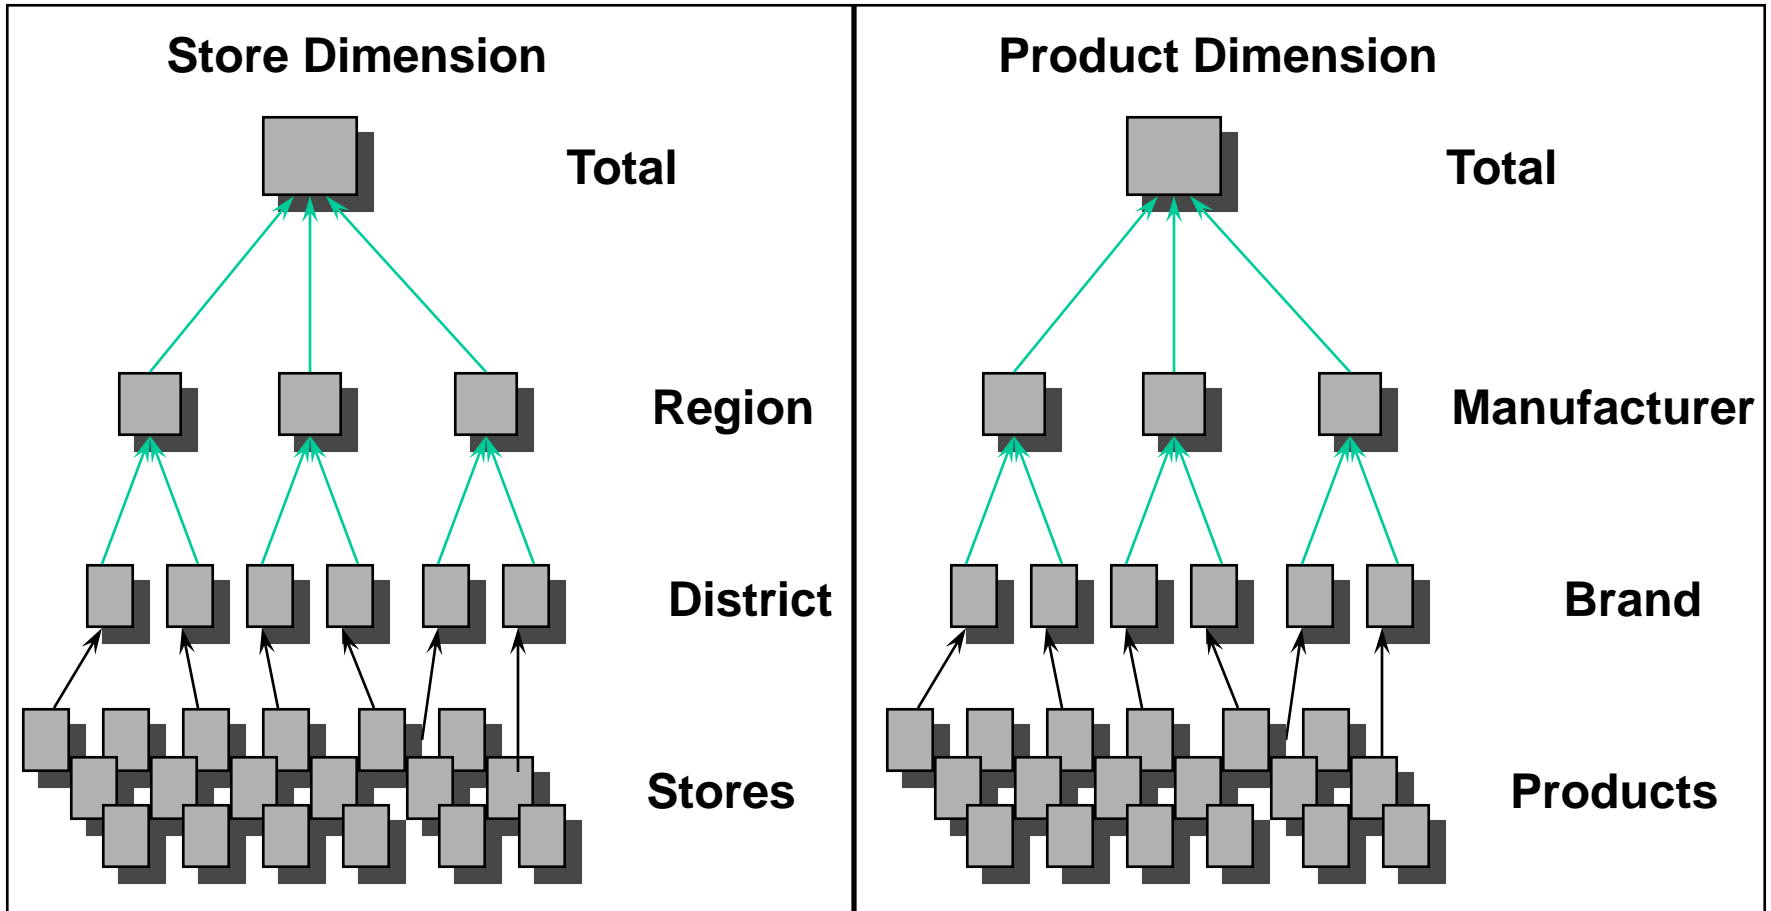 Store Dimension
Total
Region
District
Stores
Product Dimension
Total
Manufacturer
Brand
Products